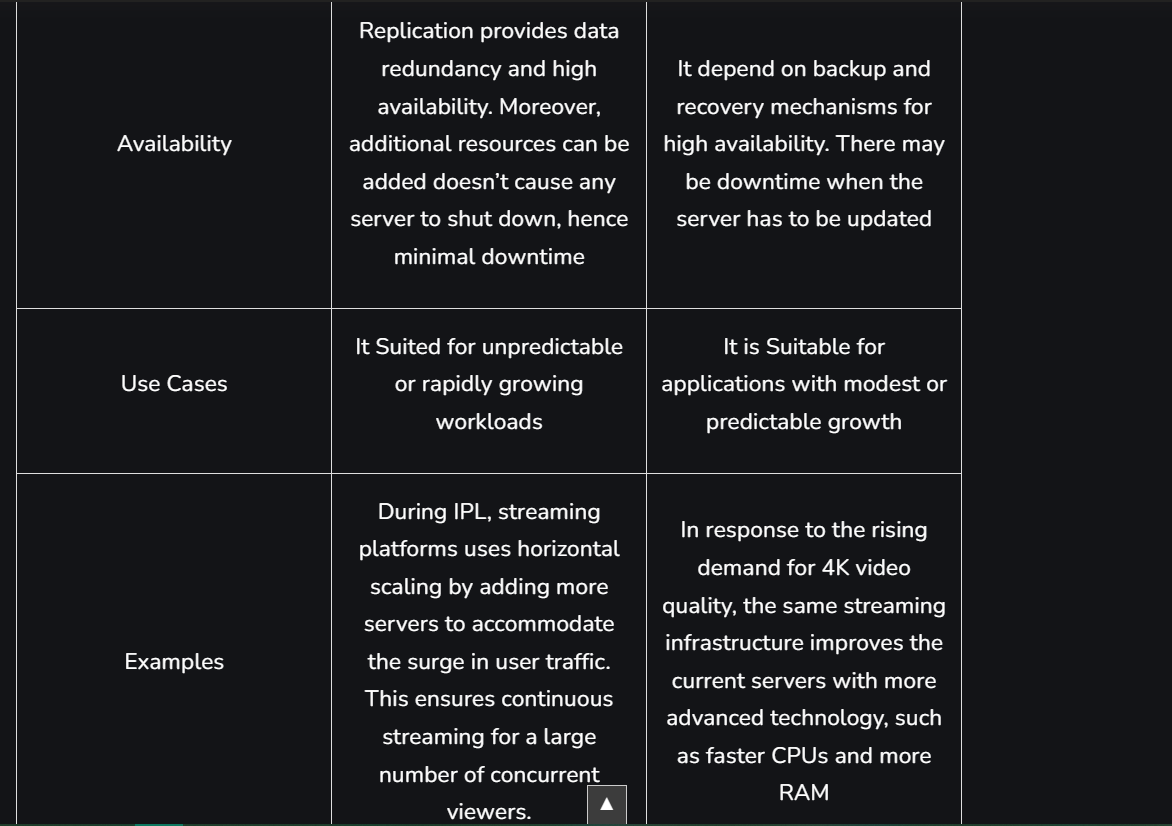 Availability
Replication provides data
redundancy and high
availability. Moreover,
additional resources can be
added doesn’t cause any
server to shut down, hence
minimal downtime
It depend on backup and
recovery mechanisms for
high availability. There may
be downtime when the
server has to be updated
Use Cases
It Suited for unpredictable
or rapidly growing
workloads
It is Suitable for
applications with modest or
predictable growth
Examples
During IPL, streaming
platforms uses horizontal
scaling by adding more
servers to accommodate
the surge in user traffic.
This ensures continuous
streaming for a large
number of concurrent
viewers.
In response to the rising
demand for 4K video
quality, the same streaming
infrastructure improves the
current servers with more
advanced technology, such
as faster CPUs and more
RAM